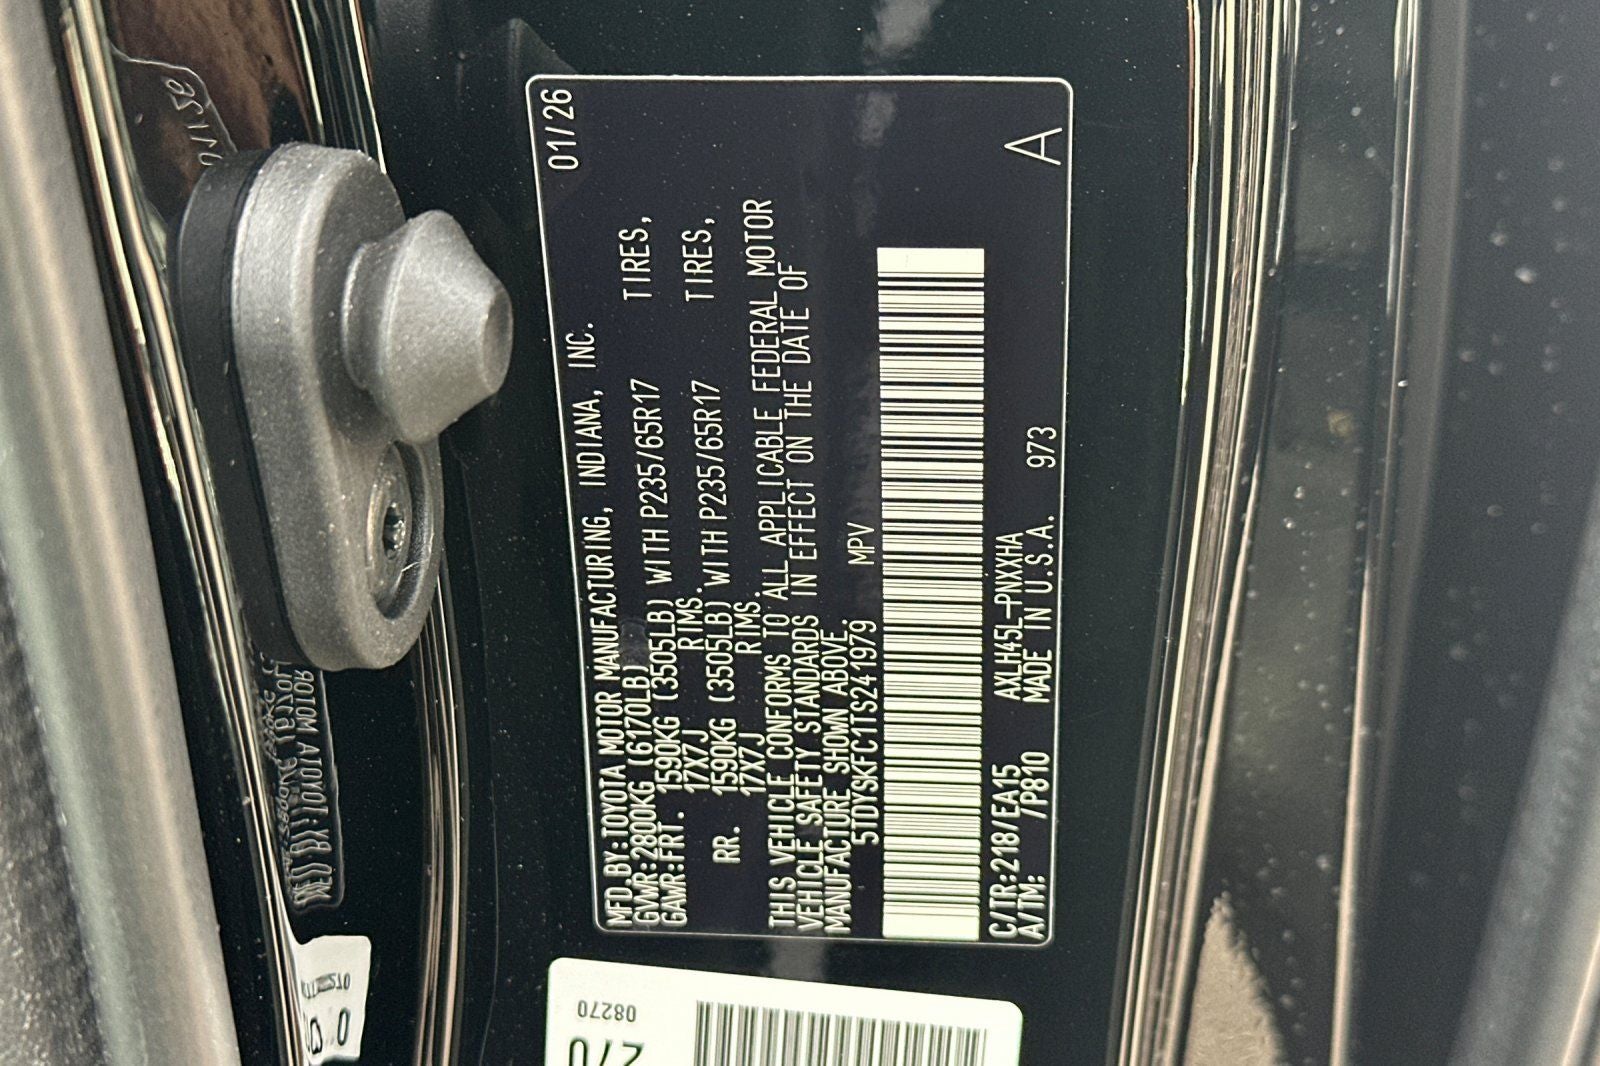 MFD.BY:TOYOTA MOTOR MANUFACTURING, INDIANA, INC. 01/26
GVWR:2800KG (6170LB)
GAWR:FRT. 1590KG (3505LB) WITH P235/65R17 TIRES,
17X7J RIMS.
RR. 1590KG (3505LB) WITH P235/65R17 TIRES,
17X7J RIMS.
THIS VEHICLE CONFORMS TO ALL APPLICABLE FEDERAL MOTOR
VEHICLE SAFETY STANDARDS IN EFFECT ON THE DATE OF
MANUFACTURE SHOWN ABOVE.
5TDYSKFC1TS241979 MPV
C/TR:218/EA15 AXLH45L-PNXXHA
A/TM: /P810 MADE IN U.S.A. 973 A
08270
270